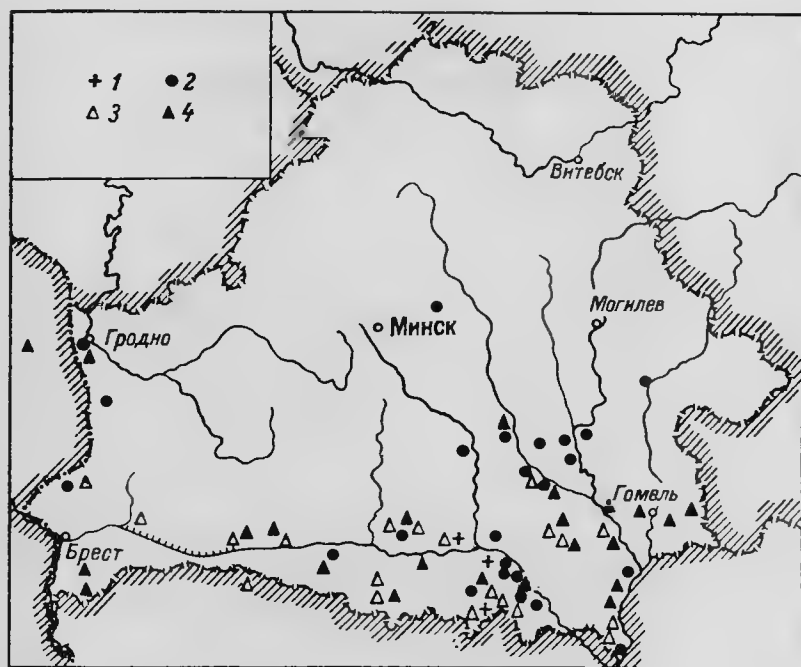 + 1 ● 2
△ 3 ▲ 4
Витебск
Могилев
Минск
Гродно
Гомель
Брест